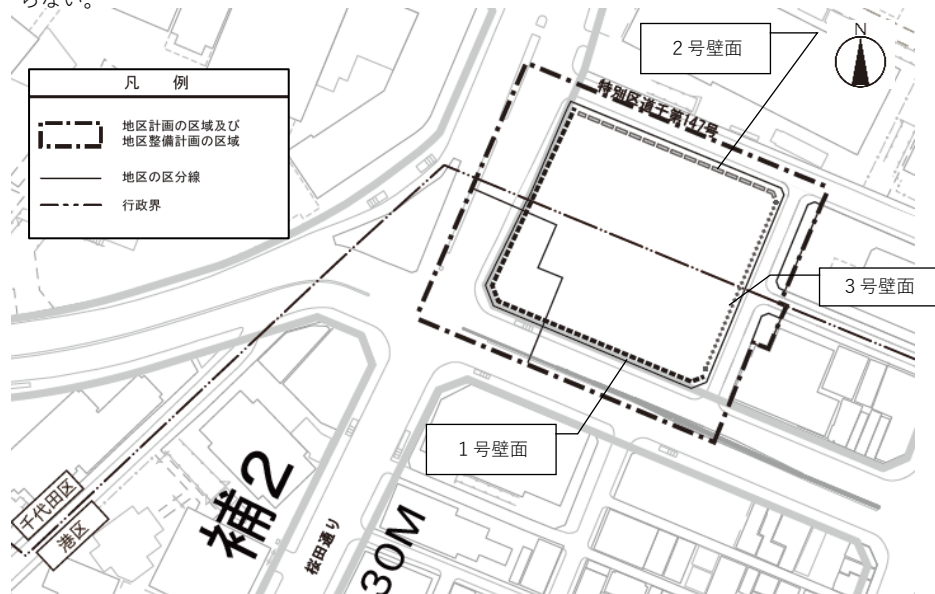 らない。
2号壁面
N
凡 例
特別区道千第147号
地区計画の区域及び
地区整備計画の区域
地区の区分線
行政界
3号壁面
1号壁面
千代田区
港区
補2
桜田通り
30M